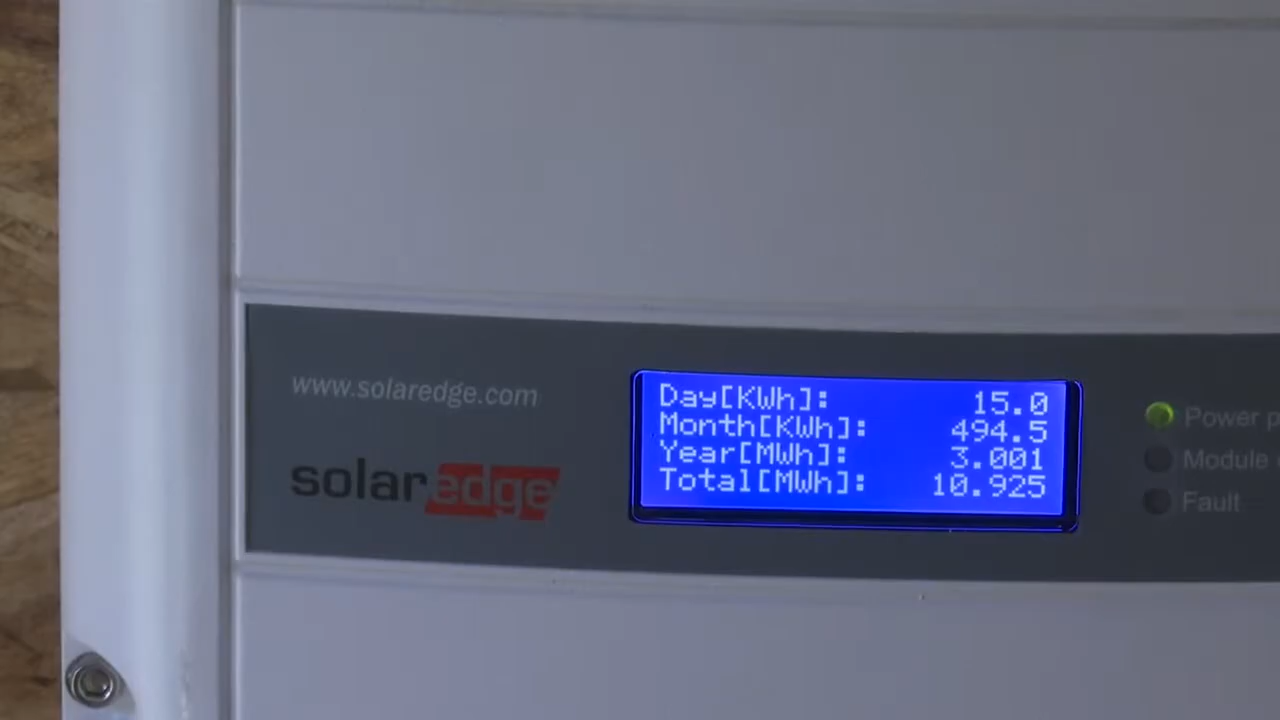 www.solaredge.com
solaredge
Day[KWh]: 15.0
Month[KWh]: 494.5
Year[MWh]: 3.001
Total[MWh]: 10.925
Power
Module
Fault